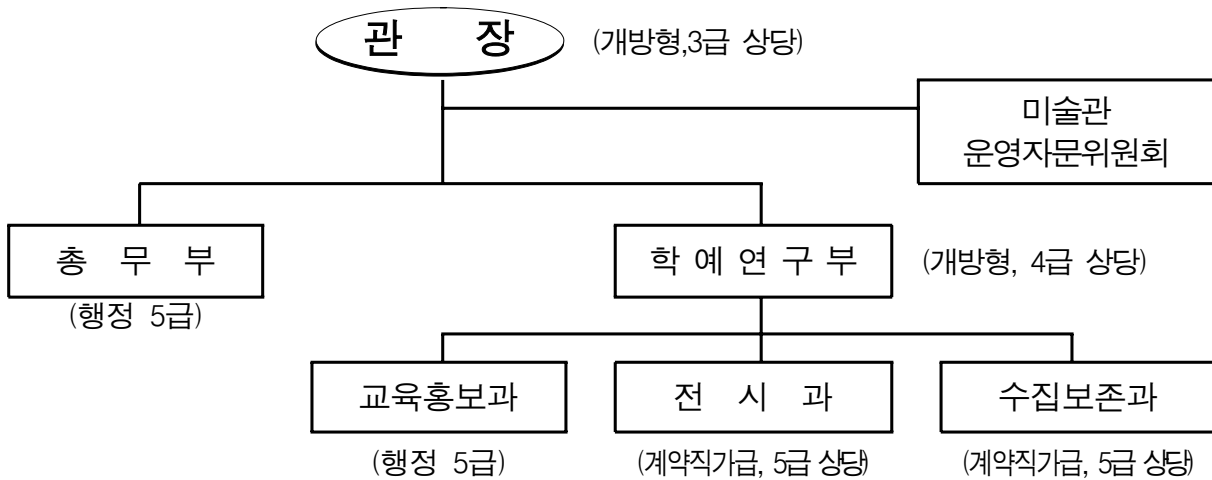 관 장 (개방형,3급 상당)
미술관
운영자문위원회
총 무 부
(행정 5급)
학 예 연 구 부 (개방형, 4급 상당)
교육홍보과
(행정 5급)
전 시 과
(계약직가급, 5급 상당)
수집보존과
(계약직가급, 5급 상당)